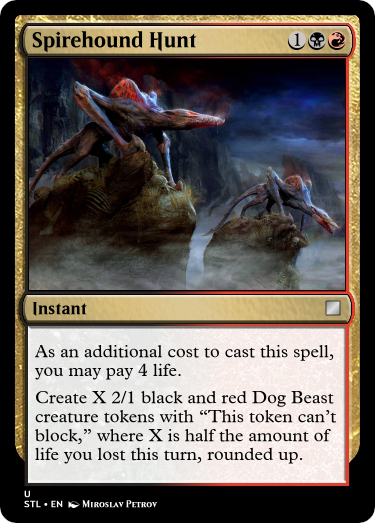 Spirehound Hunt 1
Instant
As an additional cost to cast this spell,
you may pay 4 life.
Create X 2/1 black and red Dog Beast
creature tokens with “This token can’t
block,” where X is half the amount of
life you lost this turn, rounded up.
U
STL • EN Miroslav Petrov